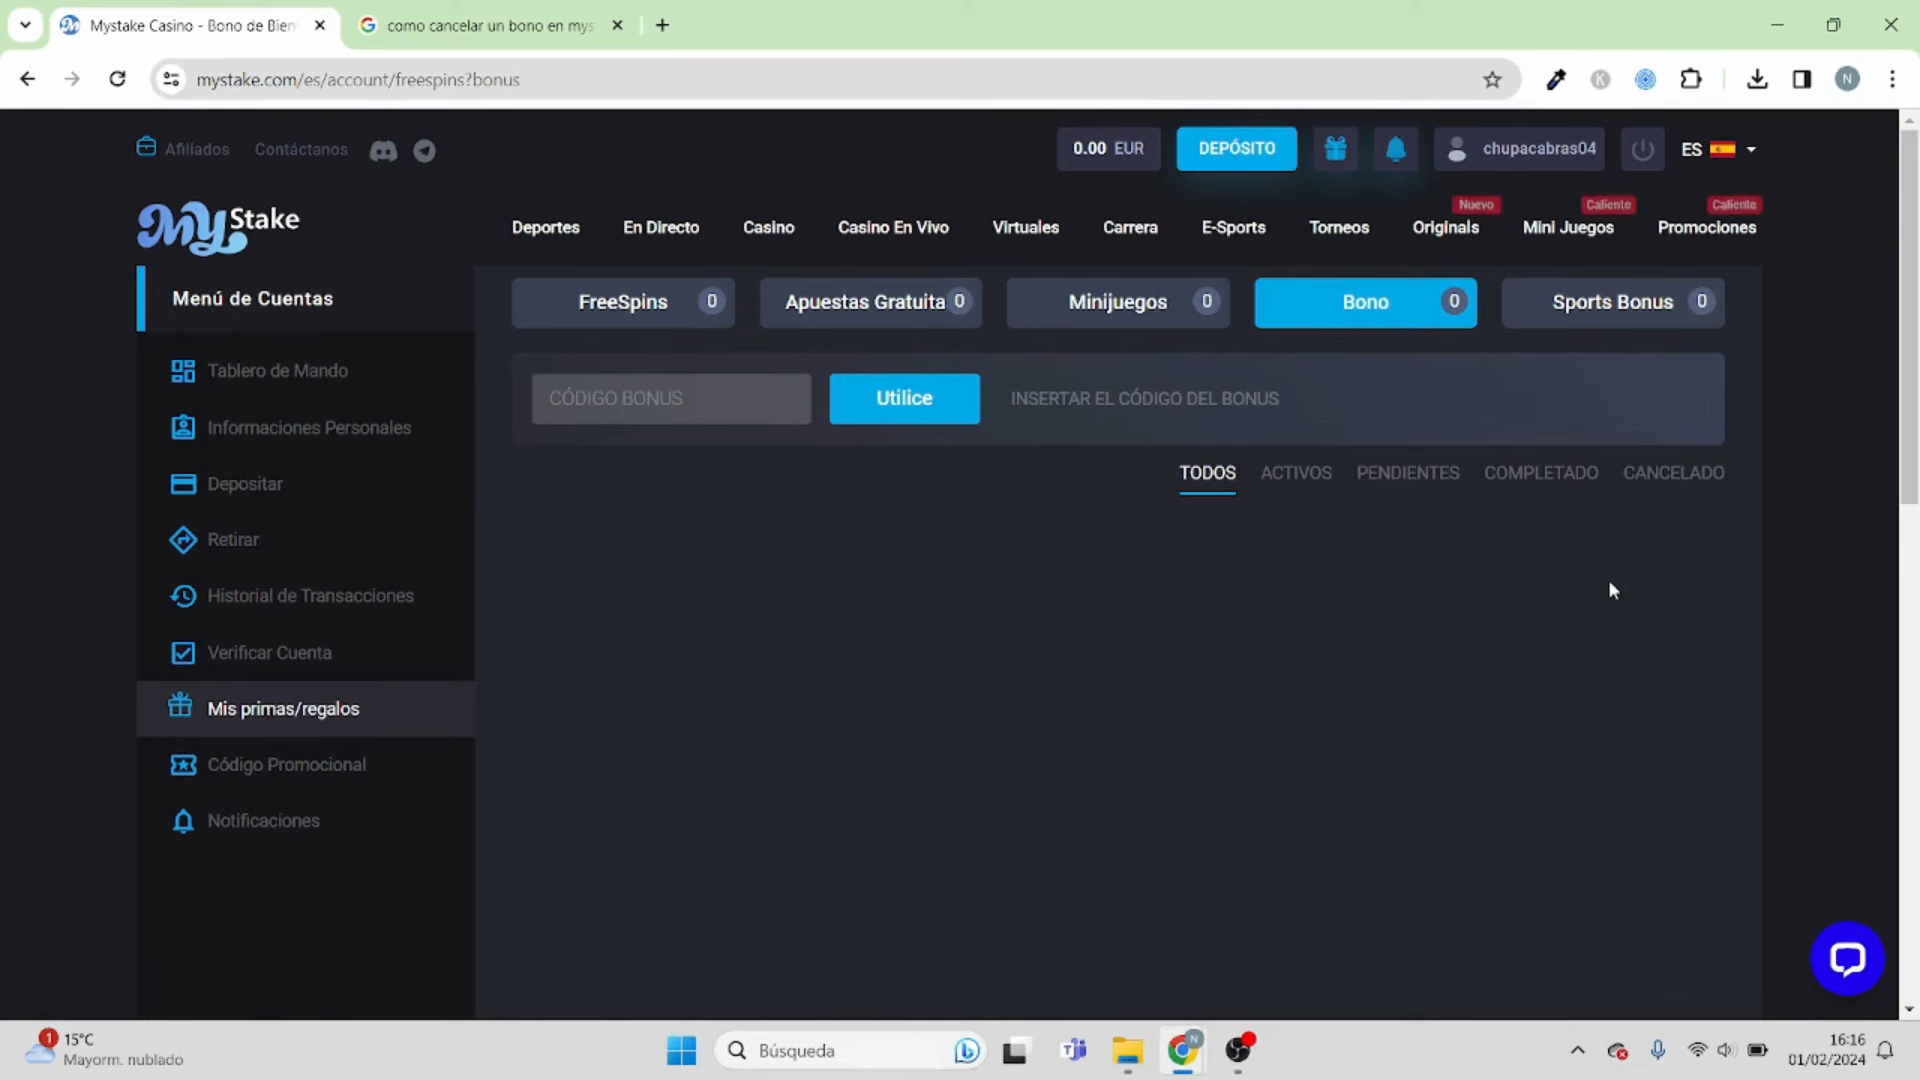 Mystake Casino - Bono de Bien
como cancelar un bono en mys
mystake.com/es/account/freespins?bonus
N
Afiliados
Contáctanos
0.00 EUR
DEPÓSITO
chupacabras04
ES
MyStake
Deportes
En Directo
Casino
Casino En Vivo
Virtuales
Carrera
E-Sports
Torneos
Nuevo
Originals
Caliente
Mini Juegos
Caliente
Promociones
Menú de Cuentas
Tablero de Mando
Informaciones Personales
Depositar
Retirar
Historial de Transacciones
Verificar Cuenta
Mis primas/regalos
Código Promocional
Notificaciones
FreeSpins 0
Apuestas Gratuita 0
Minijuegos 0
Bono 0
Sports Bonus 0
CÓDIGO BONUS
Utilice
INSERTAR EL CÓDIGO DEL BONUS
TODOS
ACTIVOS
PENDIENTES
COMPLETADO
CANCELADO
1
15°C
Mayorm. nublado
Búsqueda
N
16:16
01/02/2024